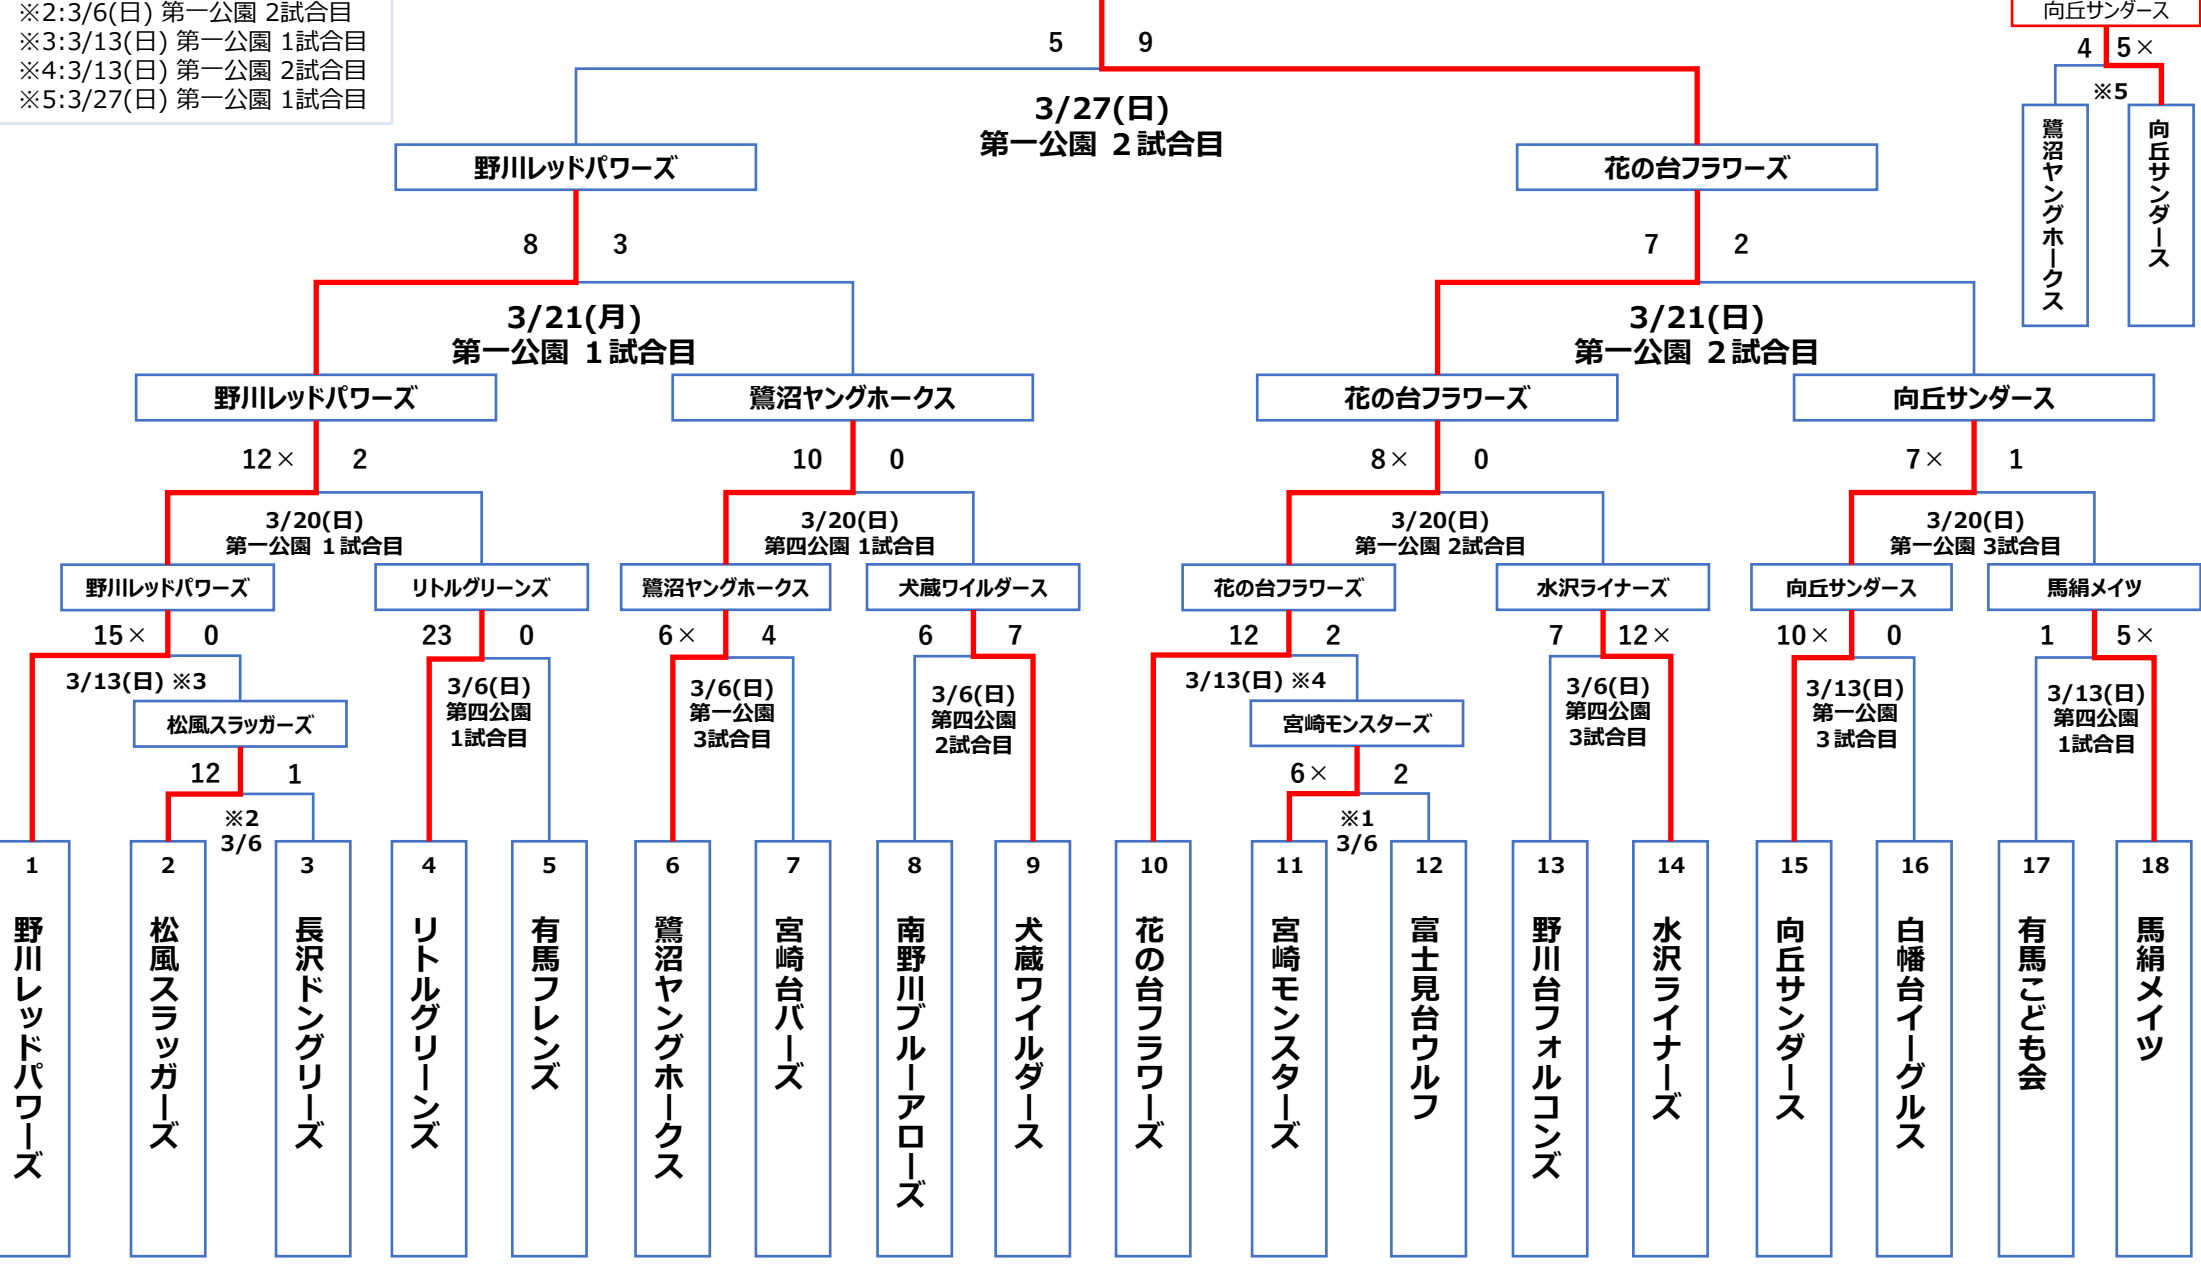 ※2:3/6(日) 第一公園 2試合目
※3:3/13(日) 第一公園 1試合目
※4:3/13(日) 第一公園 2試合目
※5:3/27(日) 第一公園 1試合目
向丘サンダース
4 5×
※5
鷺沼ヤングホークス
向丘サンダース
5 9
3/27(日)
第一公園 2試合目
野川レッドパワーズ
花の台フラワーズ
8 3
7 2
3/21(月)
第一公園 1試合目
3/21(日)
第一公園 2試合目
野川レッドパワーズ
鷺沼ヤングホークス
花の台フラワーズ
向丘サンダース
12× 2
10 0
8× 0
7× 1
3/20(日)
第一公園 1試合目
3/20(日)
第四公園 1試合目
3/20(日)
第一公園 2試合目
3/20(日)
第一公園 3試合目
野川レッドパワーズ
リトルグリーンズ
鷺沼ヤングホークス
犬蔵ワイルダース
花の台フラワーズ
水沢ライナーズ
向丘サンダース
馬絹メイツ
15× 0
23 0
6× 4
6 7
12 2
7 12×
10× 0
1 5×
3/13(日) ※3
松風スラッガーズ
12 1
※2
3/6
3/6(日)
第四公園
1試合目
3/6(日)
第一公園
3試合目
3/6(日)
第四公園
2試合目
3/13(日) ※4
宮崎モンスターズ
6× 2
※1
3/6
3/6(日)
第四公園
3試合目
3/13(日)
第一公園
3試合目
3/13(日)
第四公園
1試合目
1
野川レッドパワーズ
2
松風スラッガーズ
3
長沢ドングリーズ
4
リトルグリーンズ
5
有馬フレンズ
6
鷺沼ヤングホークス
7
宮崎台バーズ
8
南野川ブルーアローズ
9
犬蔵ワイルダース
10
花の台フラワーズ
11
宮崎モンスターズ
12
富士見台ウルフ
13
野川台フォルコンズ
14
水沢ライナーズ
15
向丘サンダース
16
白幡台イーグルス
17
有馬こども会
18
馬絹メイツ